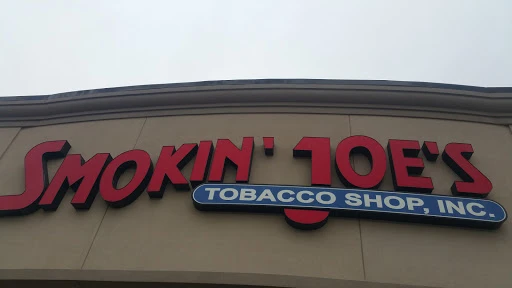 SMOKIN' JOE'S
TOBACCO SHOP, INC.